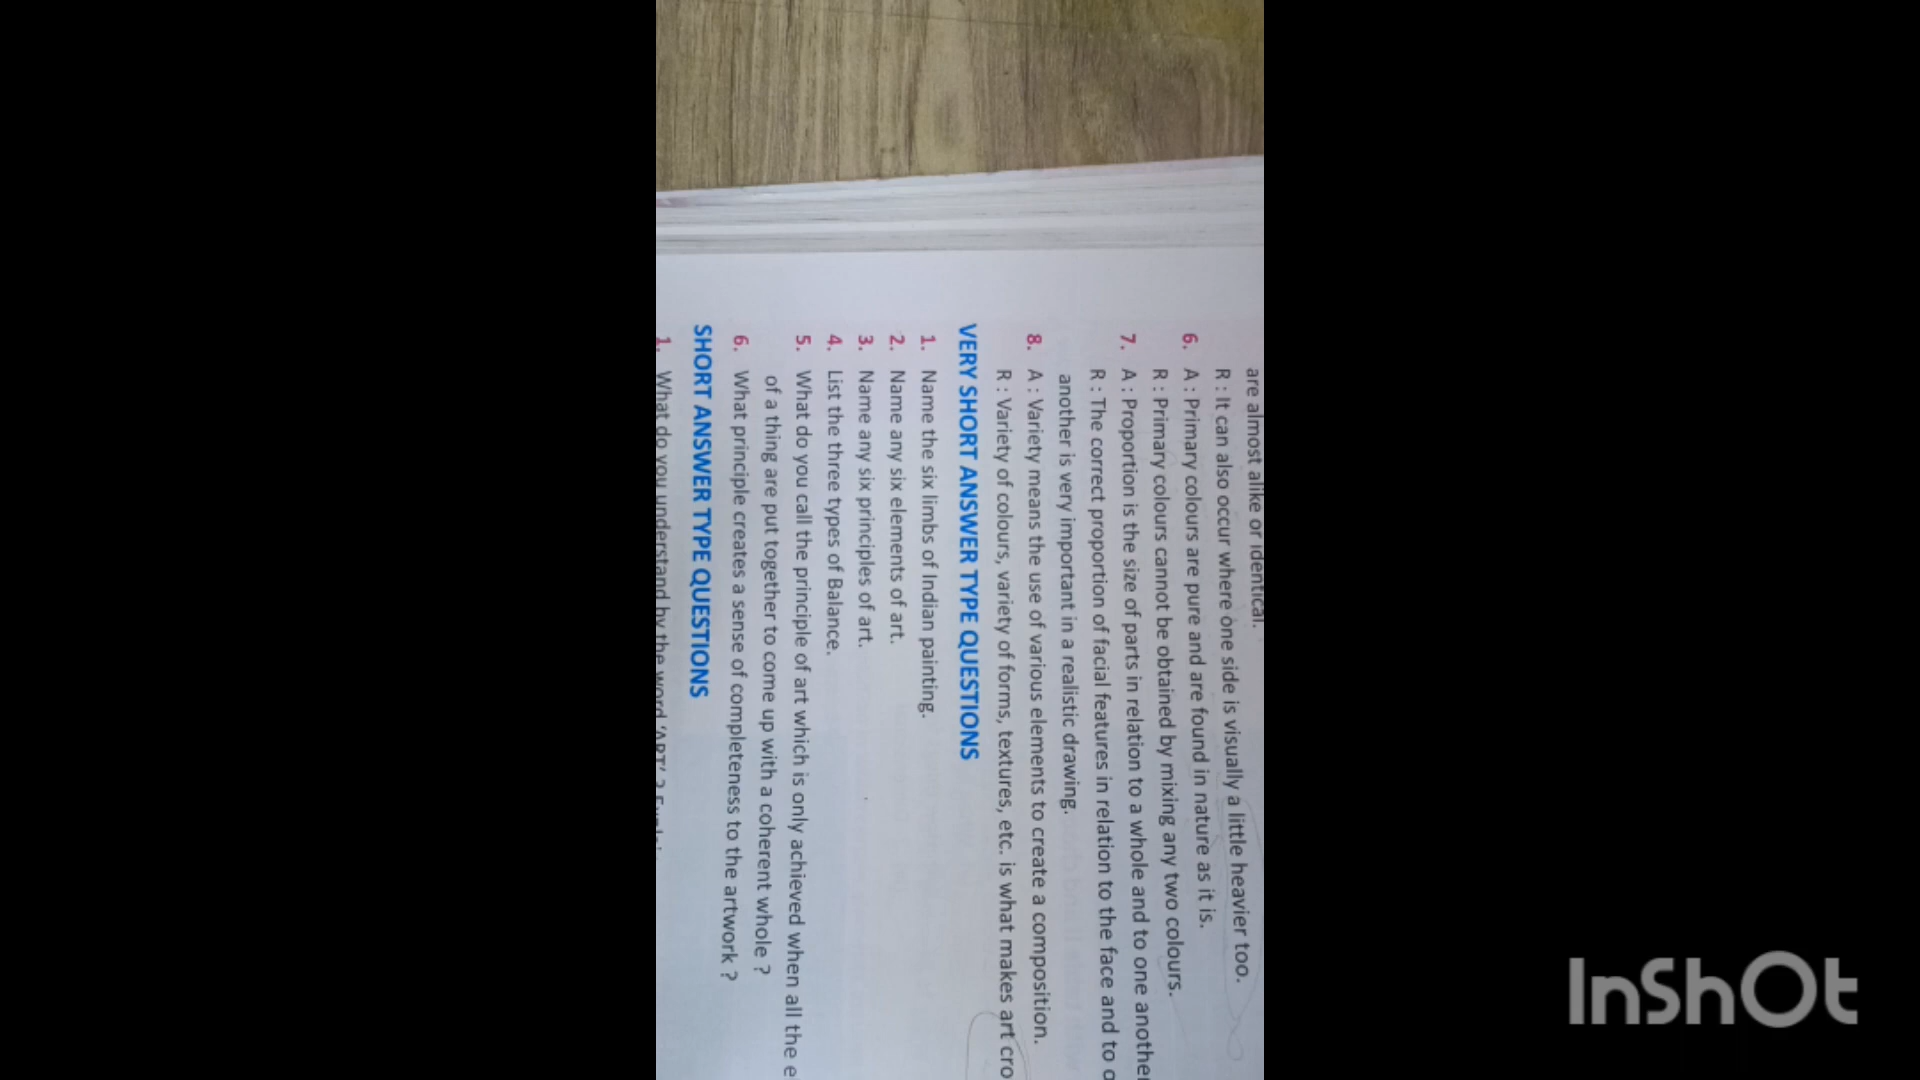 are almost alike or identical.
R : It can also occur where one side is visually a little heavier too.
6. A : Primary colours are pure and are found in nature as it is.
R : Primary colours cannot be obtained by mixing any two colours.
7. A : Proportion is the size of parts in relation to a whole and to one another
R : The correct proportion of facial features in relation to the face and to
another is very important in a realistic drawing.
8. A : Variety means the use of various elements to create a composition.
R : Variety of colours, variety of forms, textures, etc. is what makes art
VERY SHORT ANSWER TYPE QUESTIONS
1. Name the six limbs of Indian painting.
2. Name any six elements of art.
3. Name any six principles of art.
4. List the three types of Balance.
5. What do you call the principle of art which is only achieved when all the
of a thing are put together to come up with a coherent whole ?
6. What principle creates a sense of completeness to the artwork ?
SHORT ANSWER TYPE QUESTIONS
1. What do you understand by the word 'ART' ?
InShOt